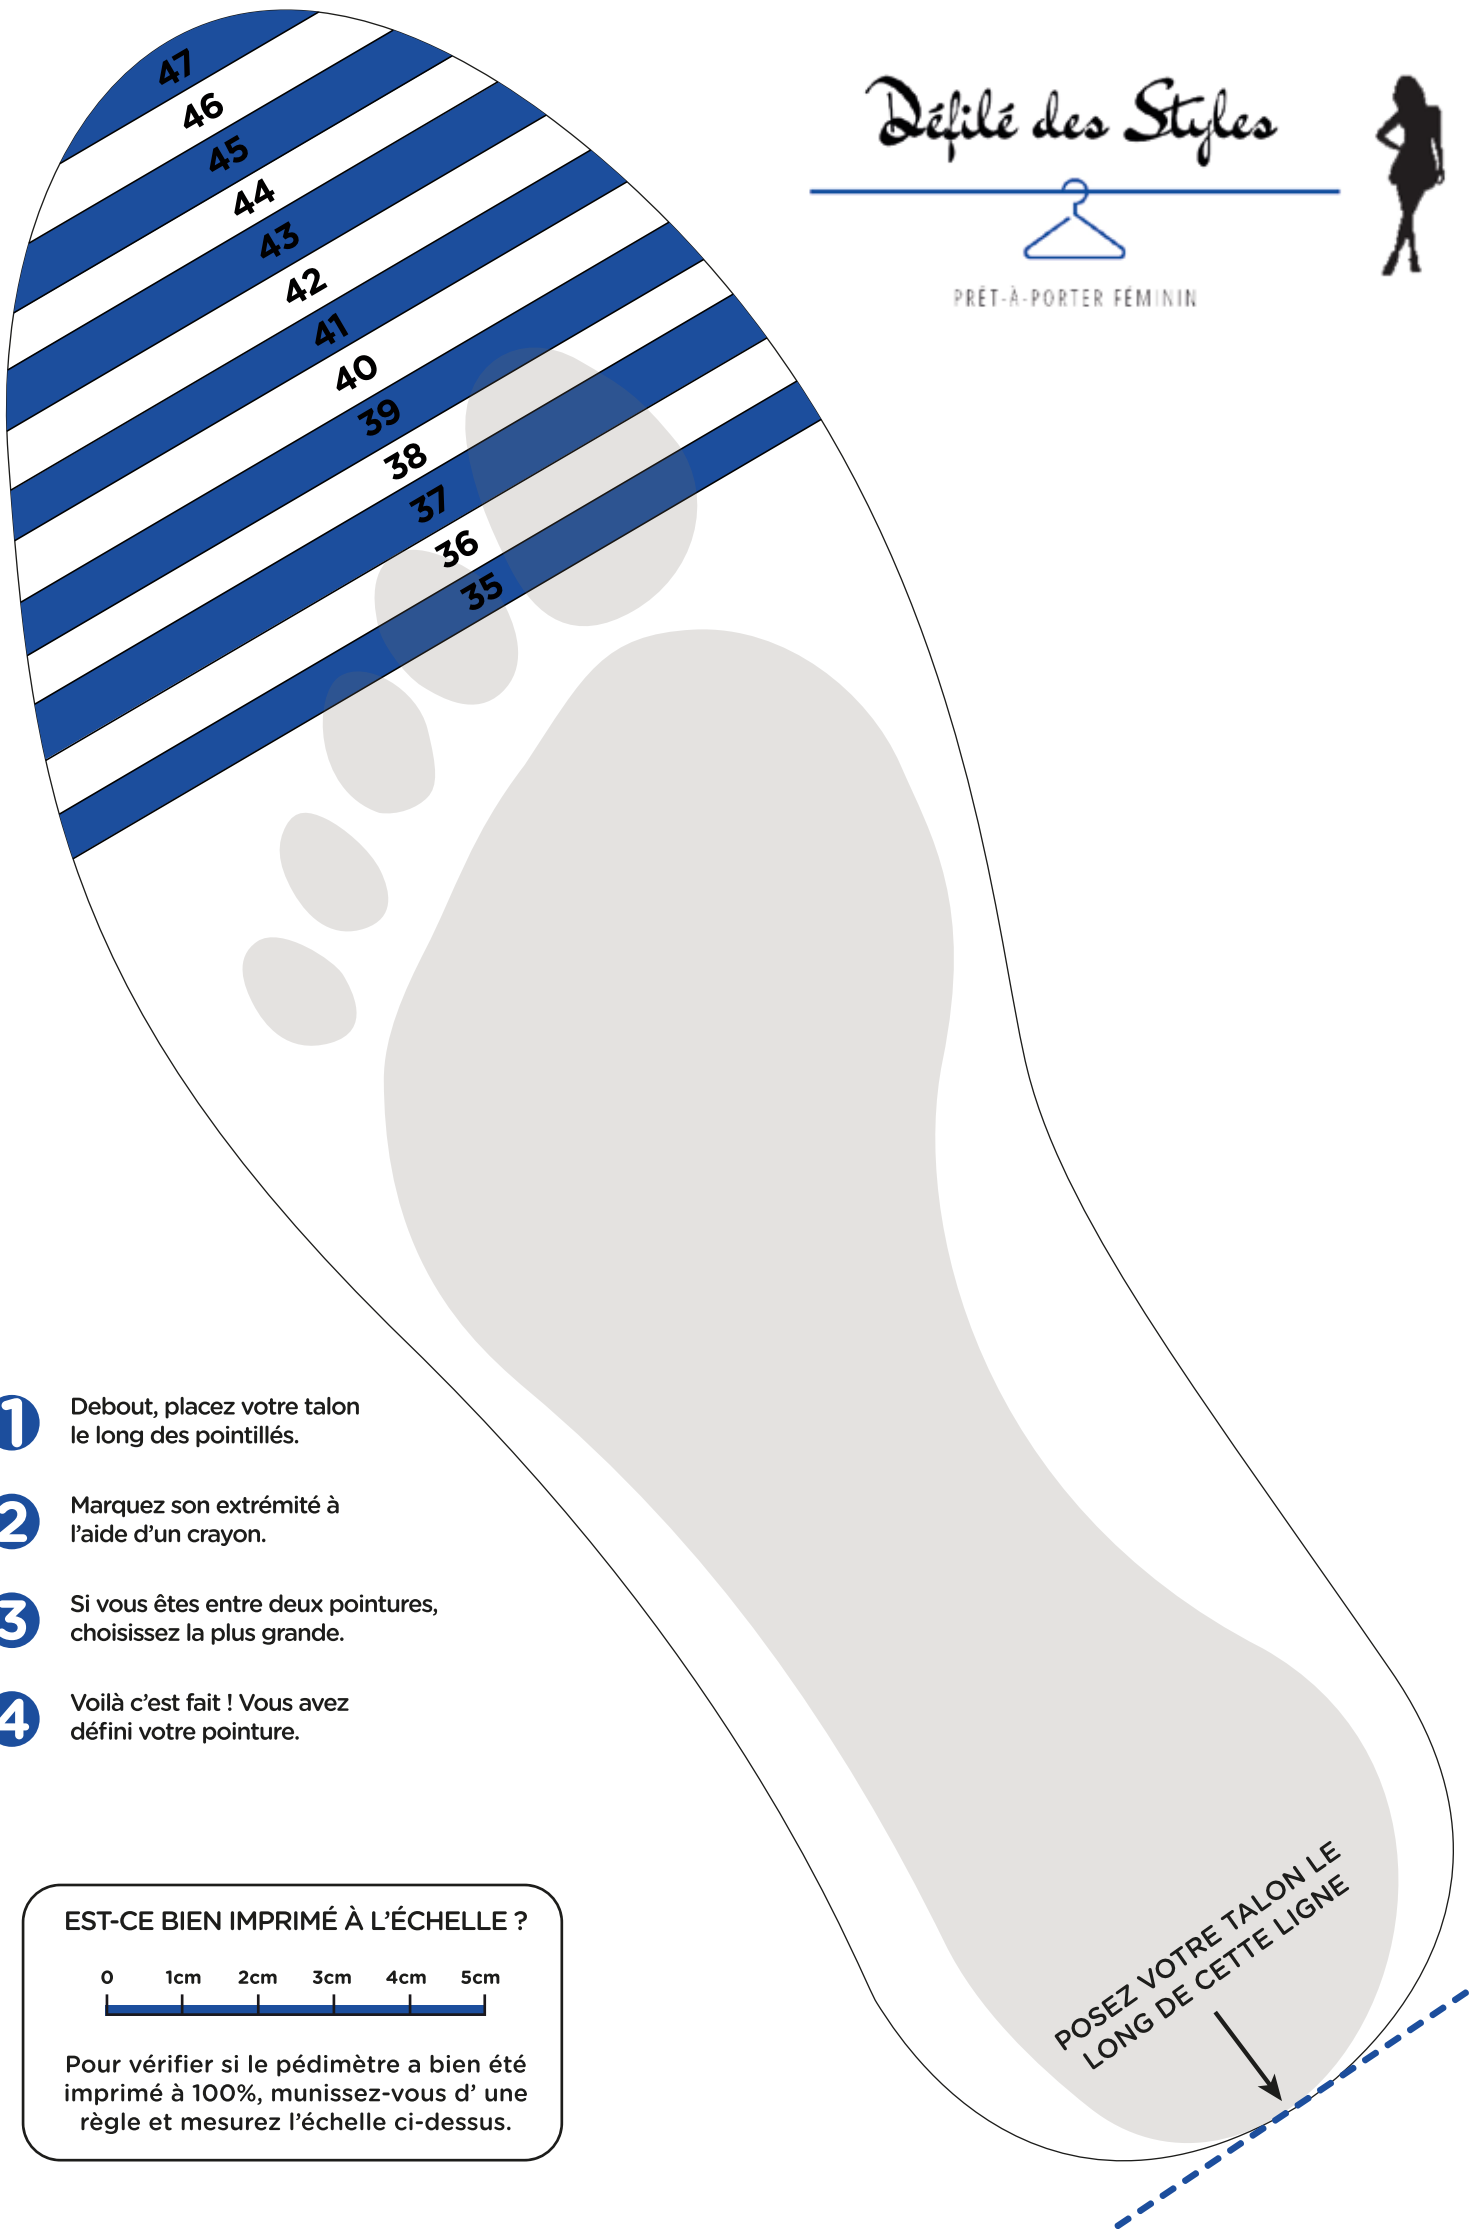 Défilé des Styles
PRÊT-À-PORTER FÉMININ
47
46
45
44
43
42
41
40
39
38
37
36
35
1
Debout, placez votre talon
le long des pointillés.
2
Marquez son extrémité à
l’aide d’un crayon.
3
Si vous êtes entre deux pointures,
choisissez la plus grande.
4
Voilà c’est fait ! Vous avez
défini votre pointure.
POSEZ VOTRE TALON LE
LONG DE CETTE LIGNE
EST-CE BIEN IMPRIMÉ À L’ÉCHELLE ?
0 1cm 2cm 3cm 4cm 5cm
Pour vérifier si le pédimètre a bien été
imprimé à 100%, munissez-vous d’ une
règle et mesurez l’échelle ci-dessus.